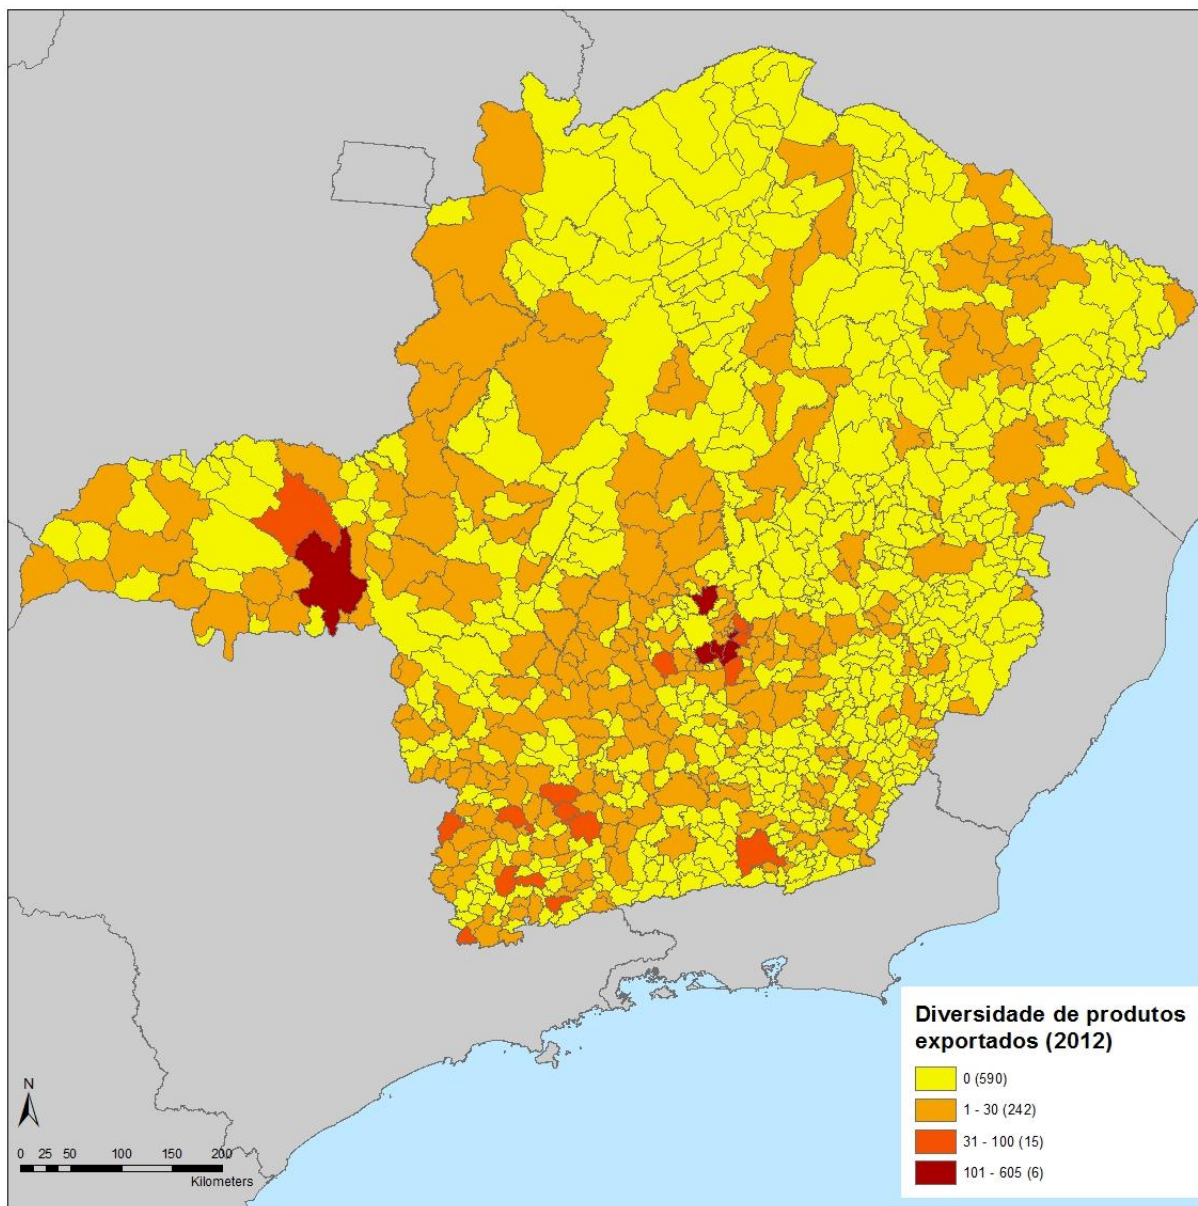 Diversidade de produtos
exportados (2012)
0 (590)
1 - 30 (242)
31 - 100 (15)
101 - 605 (6)
N
0 25 50 100 150 200
Kilometers